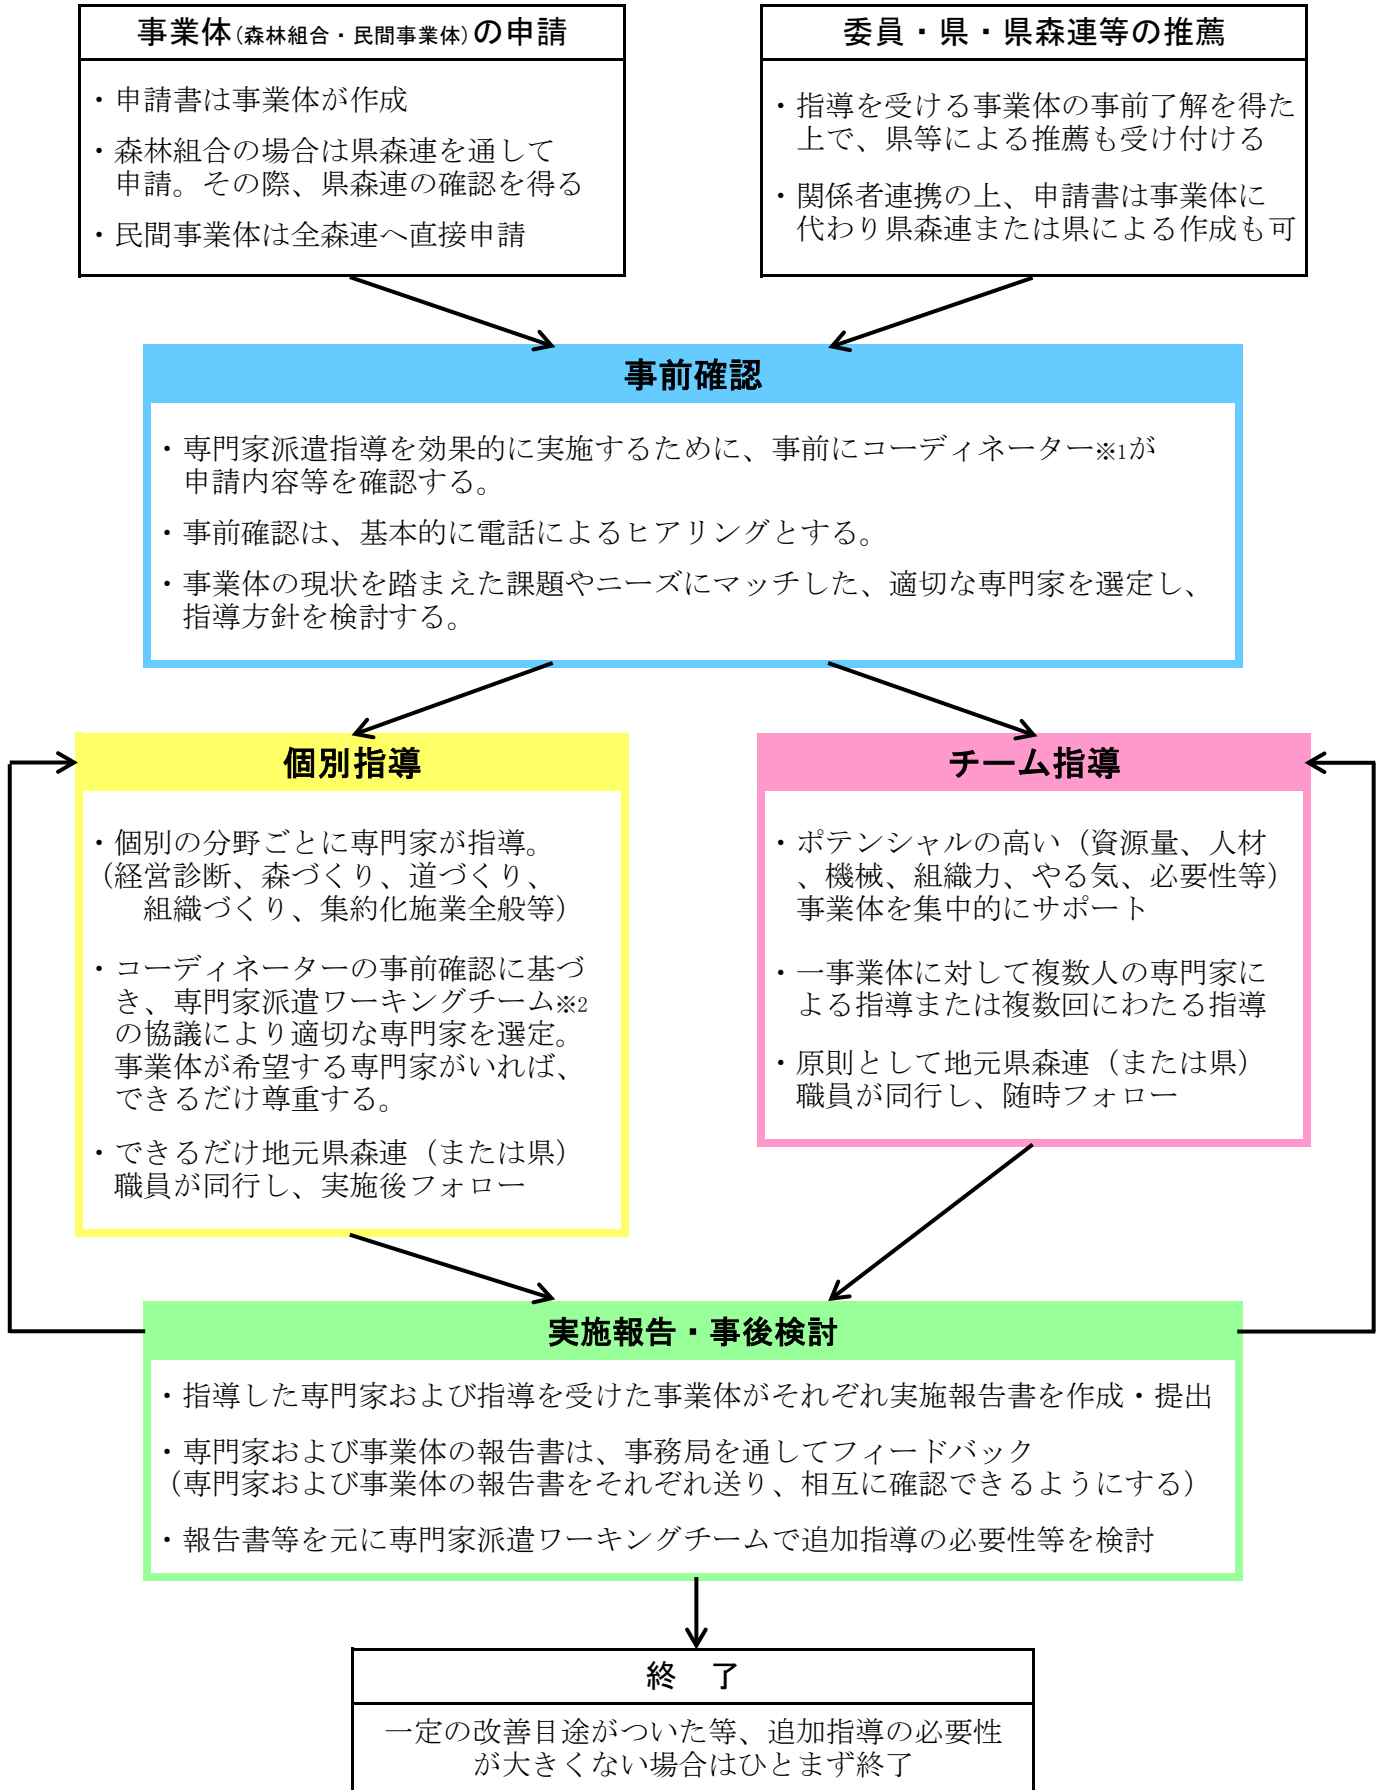 事業体(森林組合・民間事業体)の申請
・申請書は事業体が作成
・森林組合の場合は県森連を通して
申請。その際、県森連の確認を得る
・民間事業体は全森連へ直接申請
委員・県・県森連等の推薦
・指導を受ける事業体の事前了解を得た
上で、県等による推薦も受け付ける
・関係者連携の上、申請書は事業体に
代わり県森連または県による作成も可
事前確認
・専門家派遣指導を効果的に実施するために、事前にコーディネーター※1が
申請内容等を確認する。
・事前確認は、基本的に電話によるヒアリングとする。
・事業体の現状を踏まえた課題やニーズにマッチした、適切な専門家を選定し、
指導方針を検討する。
個別指導
・個別の分野ごとに専門家が指導。
（経営診断、森づくり、道づくり、
組織づくり、集約化施業全般等）
・コーディネーターの事前確認に基づ
き、専門家派遣ワーキングチーム※2
の協議により適切な専門家を選定。
事業体が希望する専門家がいれば、
できるだけ尊重する。
・できるだけ地元県森連（または県）
職員が同行し、実施後フォロー
チーム指導
・ポテンシャルの高い（資源量、人材
、機械、組織力、やる気、必要性等）
事業体を集中的にサポート
・一事業体に対して複数人の専門家に
よる指導または複数回にわたる指導
・原則として地元県森連（または県）
職員が同行し、随時フォロー
実施報告・事後検討
・指導した専門家および指導を受けた事業体がそれぞれ実施報告書を作成・提出
・専門家および事業体の報告書は、事務局を通してフィードバック
（専門家および事業体の報告書をそれぞれ送り、相互に確認できるようにする）
・報告書等を元に専門家派遣ワーキングチームで追加指導の必要性等を検討
終　了
一定の改善目途がついた等、追加指導の必要性
が大きくない場合はひとまず終了